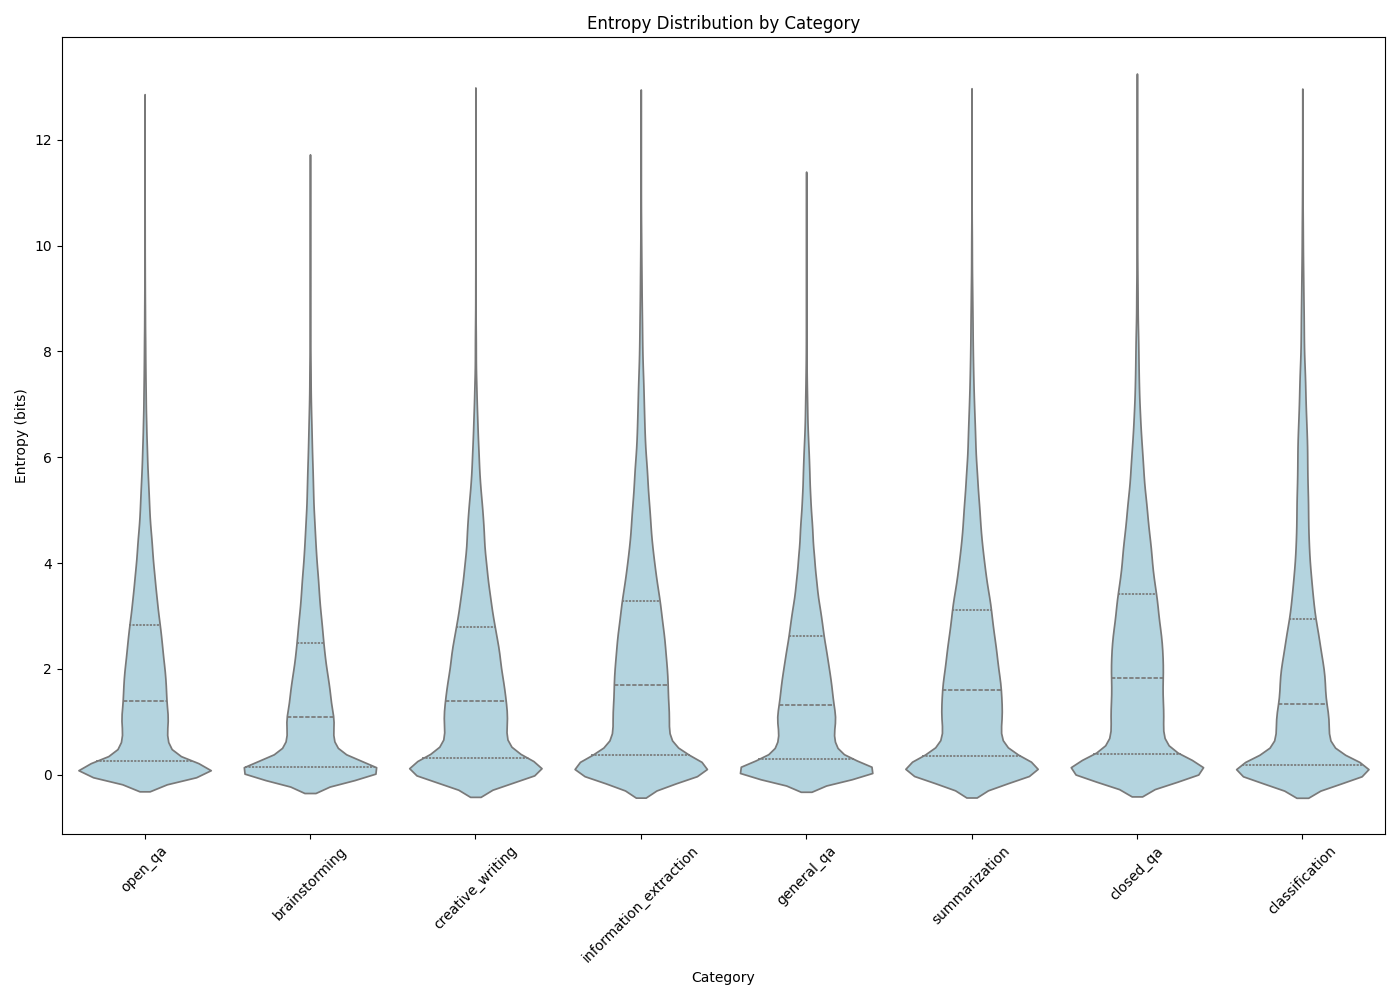 Entropy Distribution by Category
Entropy (bits)
12
10
8
6
4
2
0
open_qa
brainstorming
creative_writing
information_extraction
general_qa
summarization
closed_qa
classification
Category